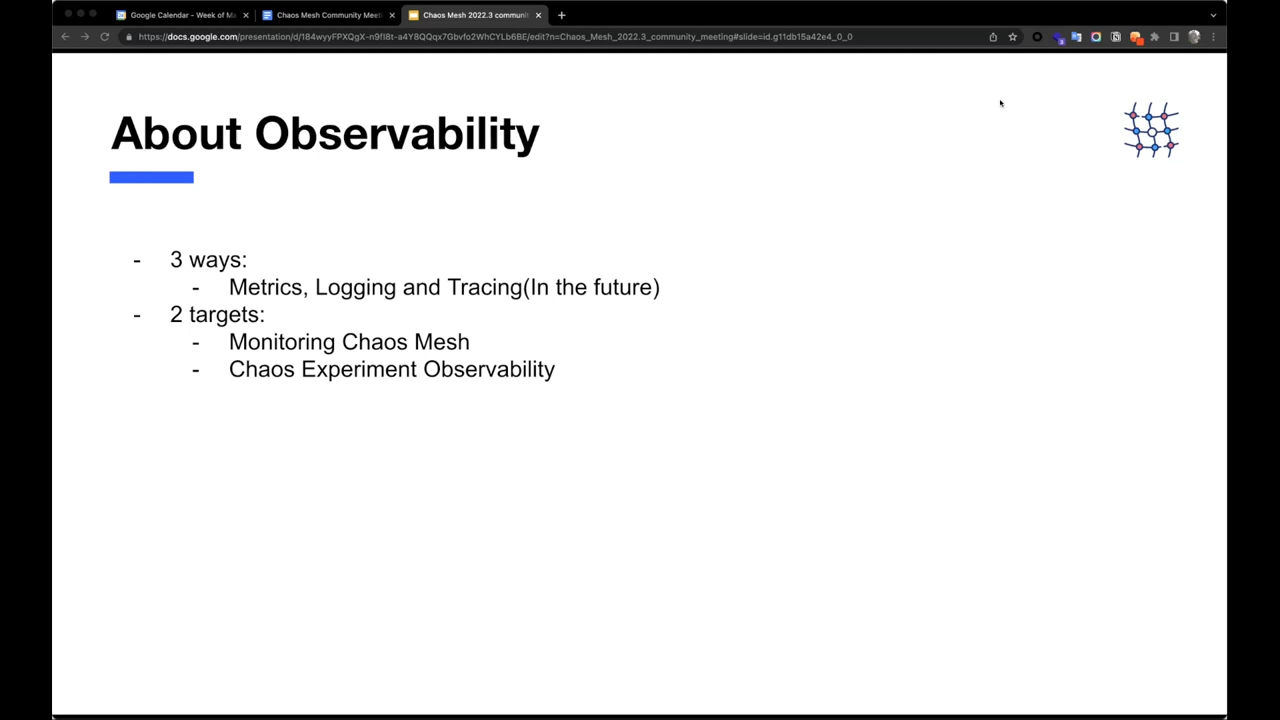 Google Calendar - Week of Ma
Chaos Mesh Community Meet
Chaos Mesh 2022.3 communi
https://docs.google.com/presentation/d/184wyyFPXQgX-n9fI8t-a4Y8QQqx7Gbvfo2WhCYLb6BE/edit?n=Chaos_Mesh_2022.3_community_meeting#slide=id.g11db15a42e4_0_0
About Observability
- 3 ways:
- Metrics, Logging and Tracing(In the future)
- 2 targets:
- Monitoring Chaos Mesh
- Chaos Experiment Observability